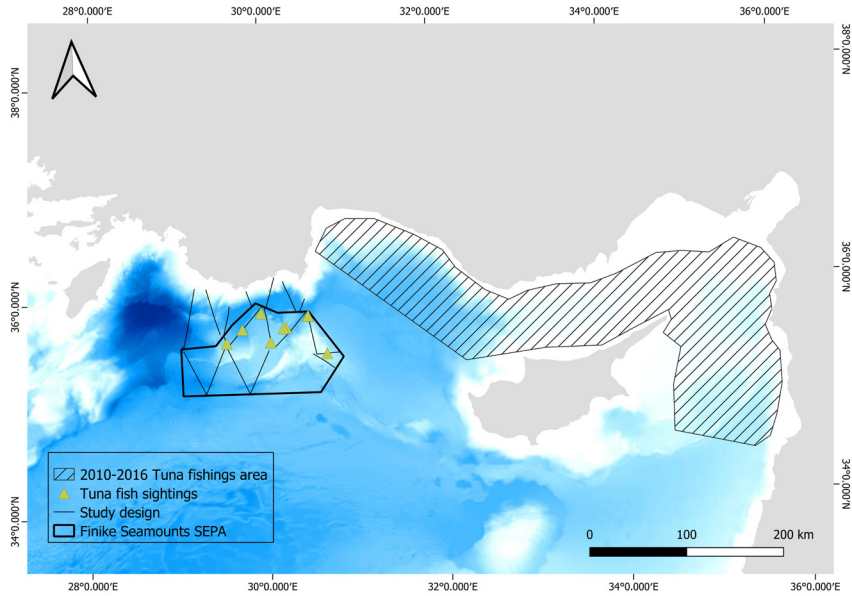 28°0.000'E 30°0.000'E 32°0.000'E 34°0.000'E 36°0.000'E
38°0.000'N
38°0.000'N
36°0.000'N
36°0.000'N
34°0.000'N
34°0.000'N
2010-2016 Tuna fishings area
Tuna fish sightings
Study design
Finike Seamounts SEPA
0 100 200 km
28°0.000'E 30°0.000'E 32°0.000'E 34°0.000'E 36°0.000'E